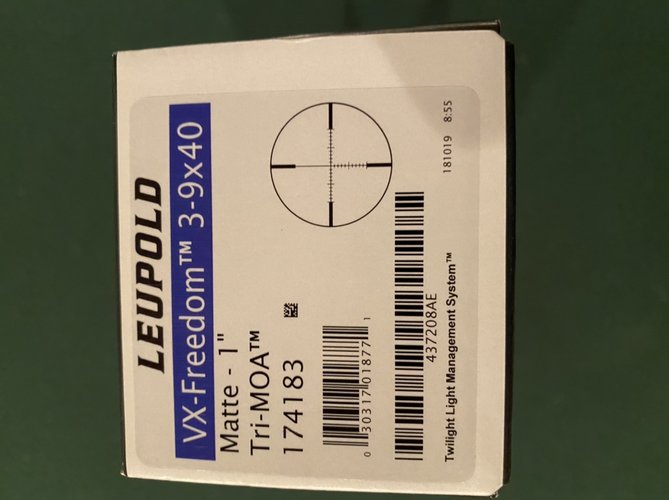 LEUPOLD
VX-Freedom™ 3-9x40
Matte - 1"
Tri-MOA™
174183
0 30317 01877 1
437208AE
Twilight Light Management System™
181019 8:55